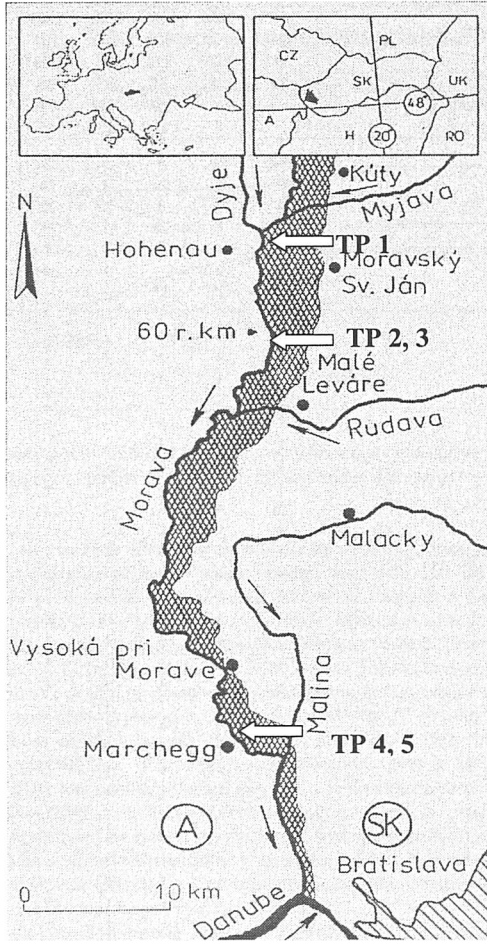 CZ
PL
SK
UK
A
48°
H
20°
RO
N
Dyje
Kúty
Myjava
TP 1
Hohenau
Moravský
Sv. Ján
60 r. km
TP 2, 3
Malé
Leváre
Rudava
Morava
Malacky
Vysoká pri
Morave
Malina
TP 4, 5
Marchegg
A
SK
Bratislava
0 10 km
Danube